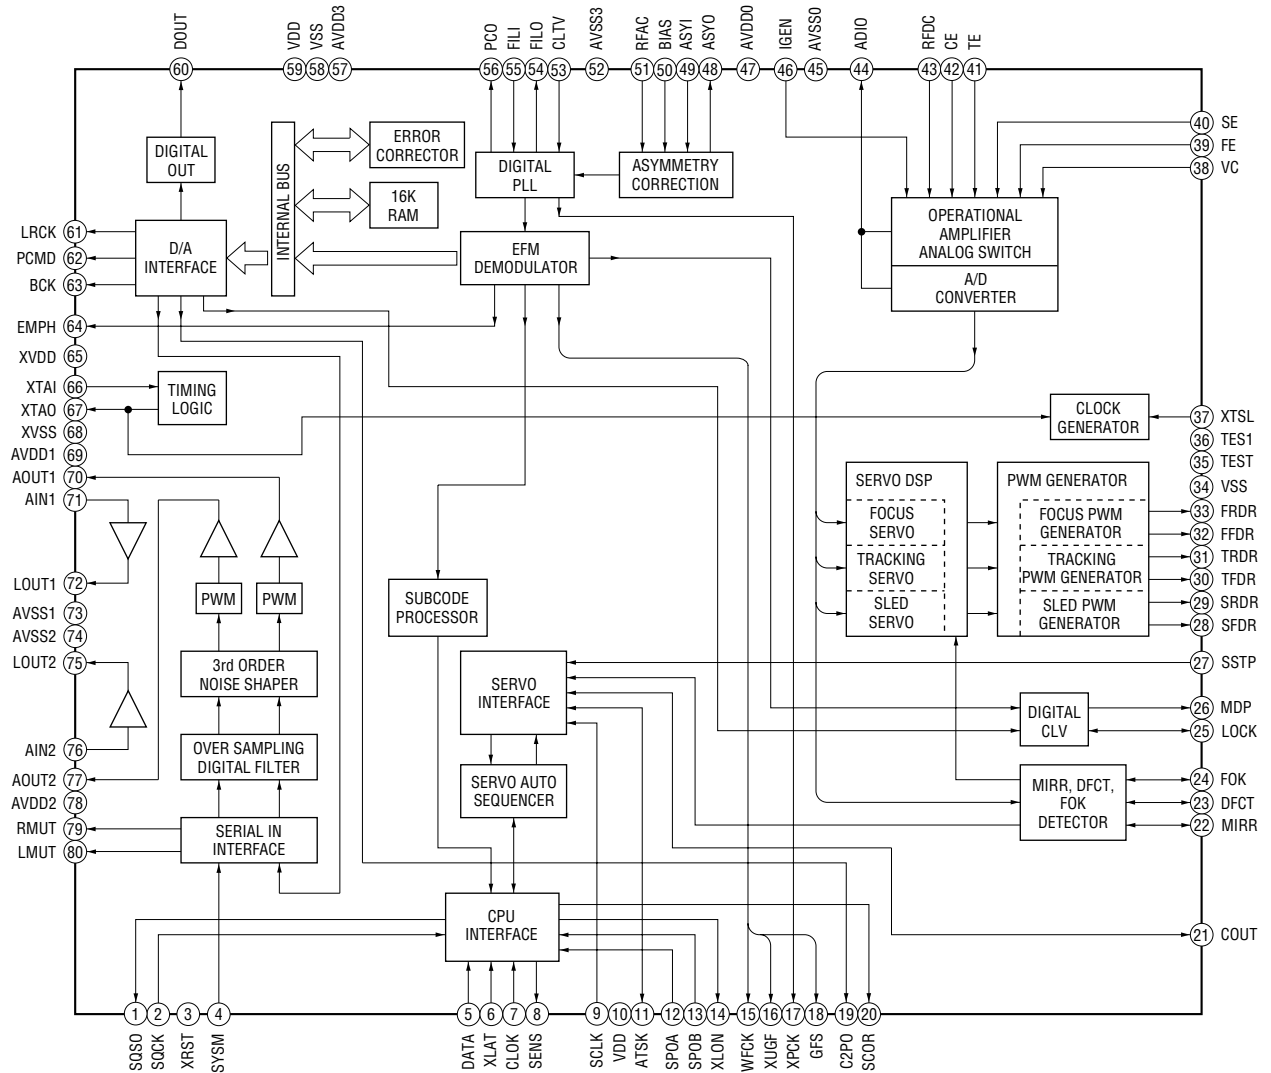 DOUT
VDD
VSS
AVDD3
PCO
FILI
FILO
CLTV
AVSS3
RFAC
BIAS
ASYI
ASYO
AVDD0
IGEN
AVSS0
ADIO
RFDC
CE
TE
60
59
58
57
56
55
54
53
52
51
50
49
48
47
46
45
44
43
42
41
40 SE
39 FE
38 VC
DIGITAL
OUT
INTERNAL BUS
ERROR
CORRECTOR
16K
RAM
DIGITAL
PLL
ASYMMETRY
CORRECTION
OPERATIONAL
AMPLIFIER
ANALOG SWITCH
A/D
CONVERTER
LRCK 61
PCMD 62
BCK 63
D/A
INTERFACE
EFM
DEMODULATOR
EMPH 64
XVDD 65
XTAI 66
XTAO 67
XVSS 68
AVDD1 69
AOUT1 70
AIN1 71
TIMING
LOGIC
CLOCK
GENERATOR
37 XTSL
36 TES1
35 TEST
34 VSS
33 FRDR
32 FFDR
31 TRDR
30 TFDR
29 SRDR
28 SFDR
27 SSTP
SERVO DSP
FOCUS
SERVO
TRACKING
SERVO
SLED
SERVO
PWM GENERATOR
FOCUS PWM
GENERATOR
TRACKING
PWM GENERATOR
SLED PWM
GENERATOR
LOUT1 72
AVSS1 73
AVSS2 74
LOUT2 75
AIN2 76
AOUT2 77
AVDD2 78
RMUT 79
LMUT 80
PWM
PWM
3rd ORDER
NOISE SHAPER
OVER SAMPLING
DIGITAL FILTER
SERIAL IN
INTERFACE
SUBCODE
PROCESSOR
SERVO
INTERFACE
SERVO AUTO
SEQUENCER
CPU
INTERFACE
DIGITAL
CLV
26 MDP
25 LOCK
MIRR, DFCT,
FOK
DETECTOR
24 FOK
23 DFCT
22 MIRR
21 COUT
1
2
3
4
5
6
7
8
9
10
11
12
13
14
15
16
17
18
19
20
SQSO
SQCK
XRST
SYSM
DATA
XLAT
CLOK
SENS
SCLK
VDD
ATSK
SPOA
SPOB
XLON
WFCK
XUGF
XPCK
GFS
C2PO
SCOR